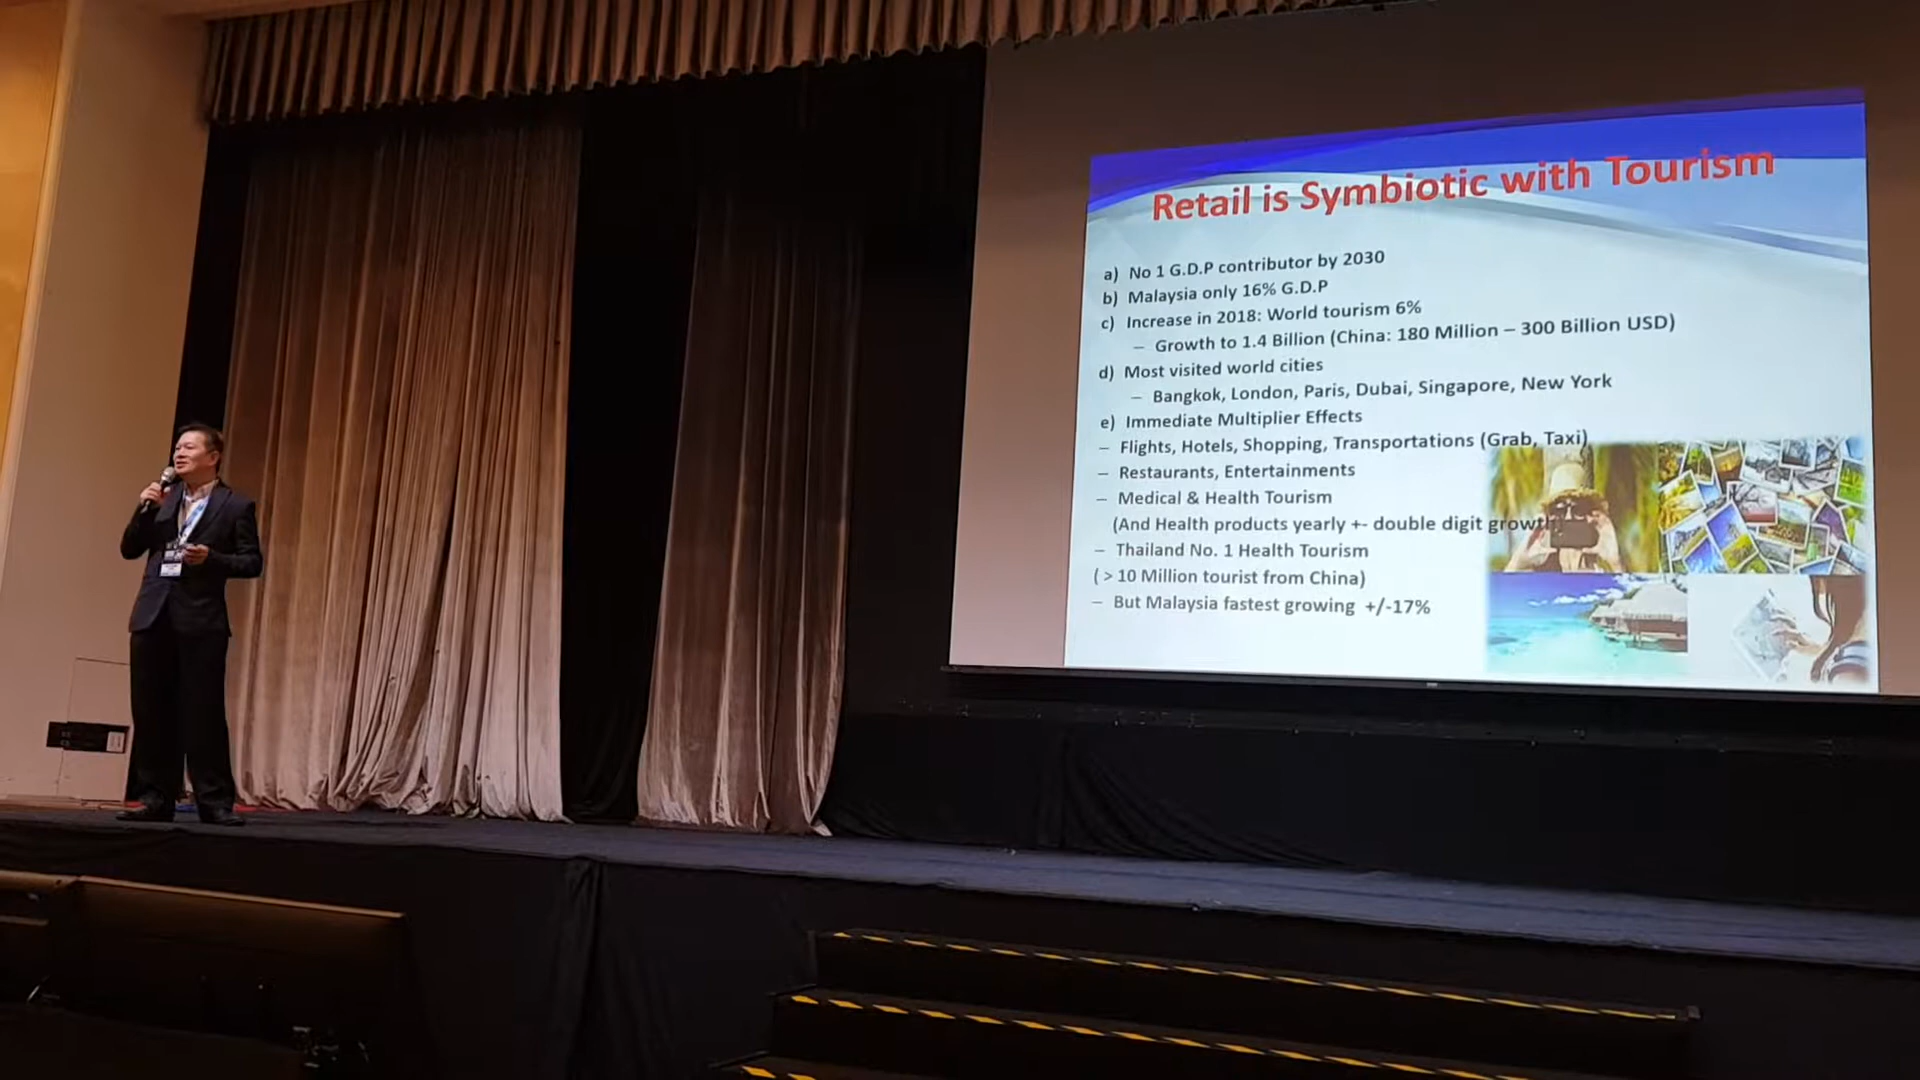 Retail is Symbiotic with Tourism
a) No 1 G.D.P contributor by 2030
b) Malaysia only 16% G.D.P
c) Increase in 2018: World tourism 6%
– Growth to 1.4 Billion (China: 180 Million – 300 Billion USD)
d) Most visited world cities
– Bangkok, London, Paris, Dubai, Singapore, New York
e) Immediate Multiplier Effects
– Flights, Hotels, Shopping, Transportations (Grab, Taxi)
– Restaurants, Entertainments
– Medical & Health Tourism
(And Health products yearly +- double digit growth
– Thailand No. 1 Health Tourism
( > 10 Million tourist from China)
– But Malaysia fastest growing +/-17%